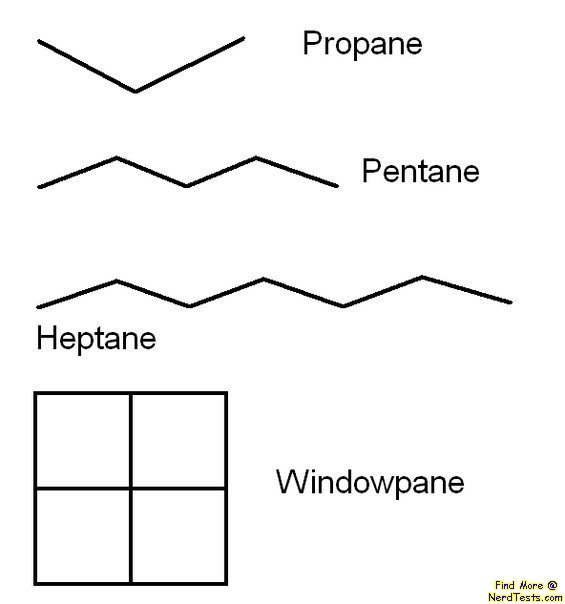 Propane
Pentane
Heptane
Windowpane
Find More @
NerdTests.com